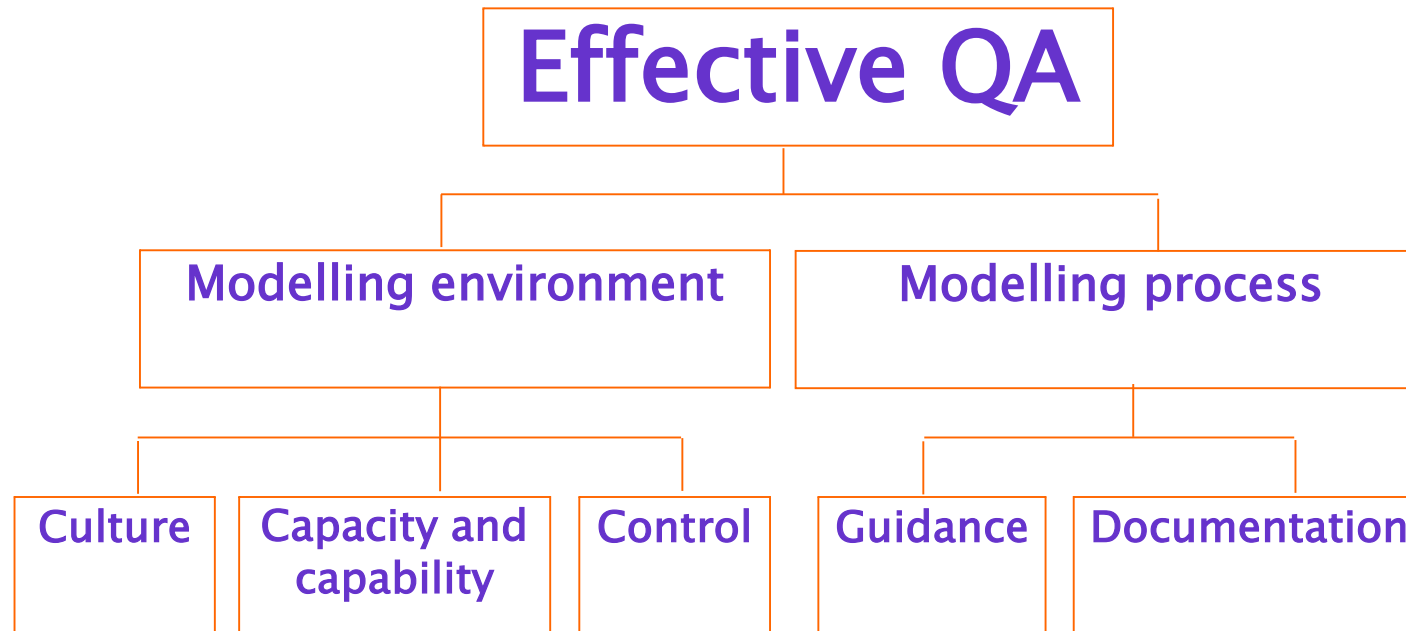 Effective QA
Modelling environment
Modelling process
Culture
Capacity and
capability
Control
Guidance
Documentation